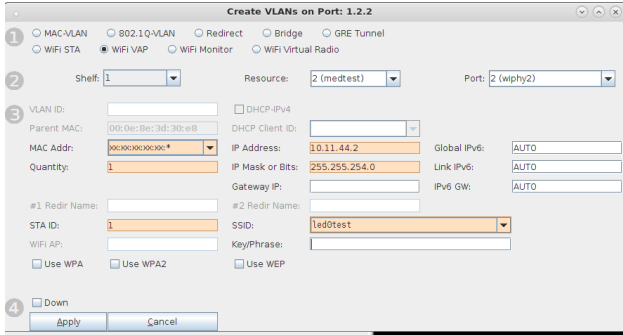 Create VLANs on Port: 1.2.2
1 MAC-VLAN 802.1Q-VLAN Redirect Bridge GRE Tunnel
WiFi STA WiFi VAP WiFi Monitor WiFi Virtual Radio
2 Shelf: 1 Resource: 2 (medtest) Port: 2 (wiphy2)
3 VLAN ID: DHCP-IPv4
Parent MAC: 00:0e:8e:3d:30:e8 DHCP Client ID:
MAC Addr: xx:xx:xx:xx:xx:* IP Address: 10.11.44.2 Global IPv6: AUTO
Quantity: 1 IP Mask or Bits: 255.255.254.0 Link IPv6: AUTO
Gateway IP: IPv6 GW: AUTO
#1 Redir Name: #2 Redir Name:
STA ID: 1 SSID: led0test
WiFi AP: Key/Phrase:
Use WPA Use WPA2 Use WEP
4 Down
Apply Cancel